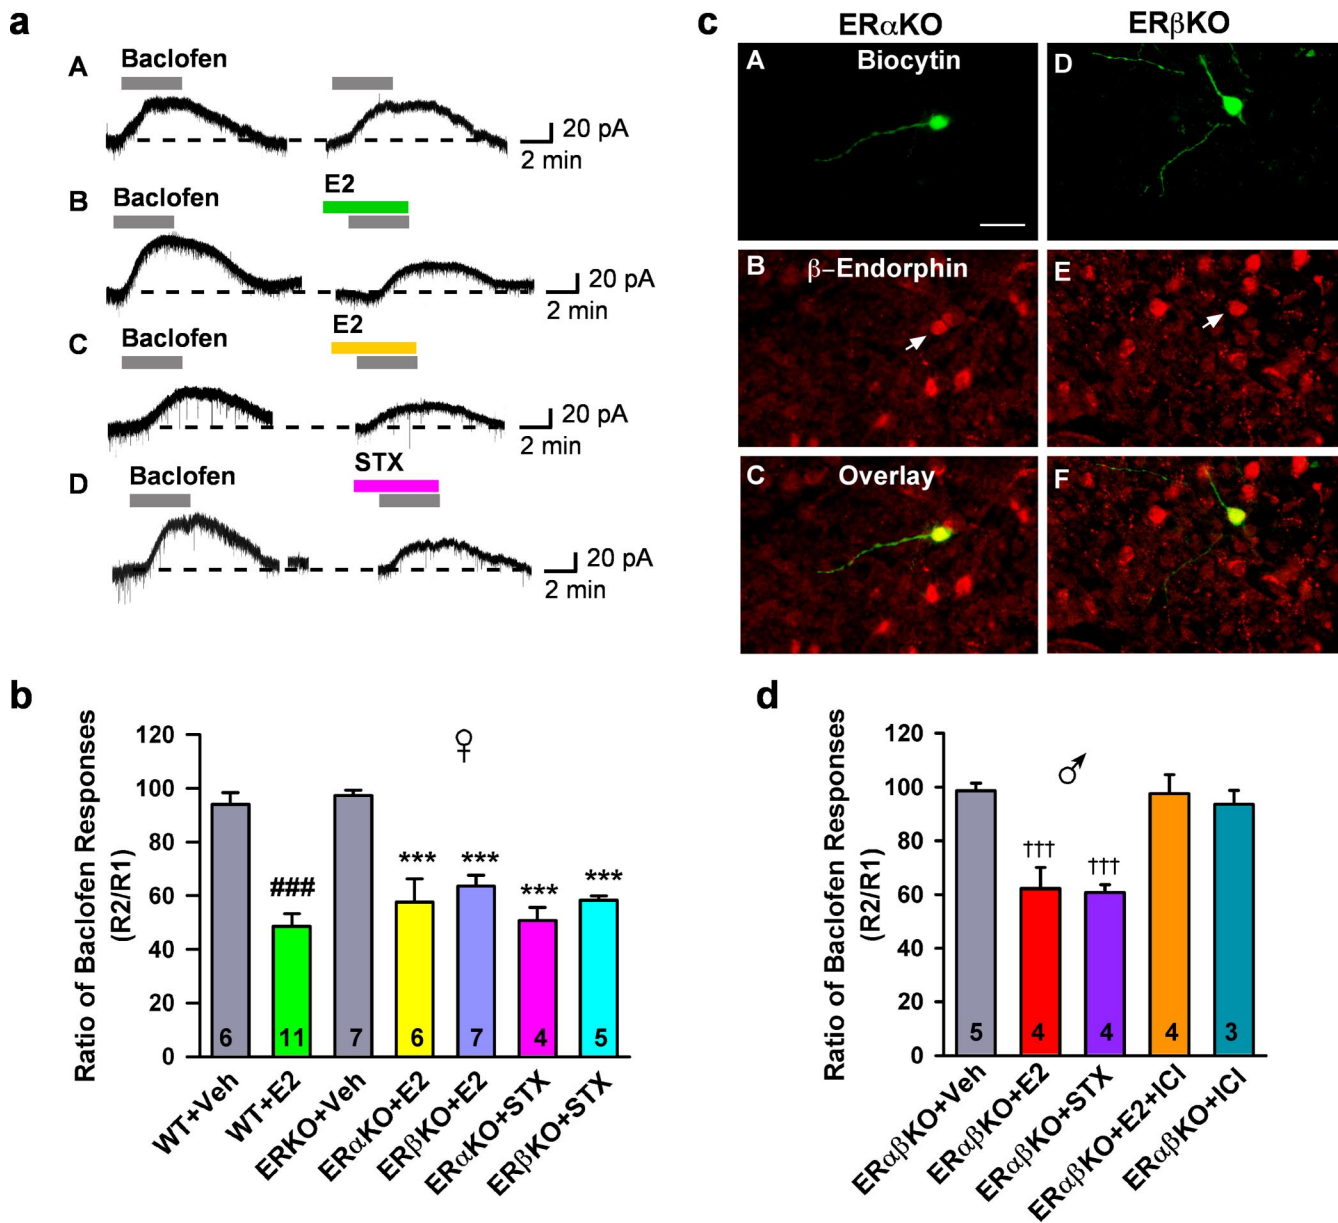 a
A
Baclofen
20 pA
2 min
B
Baclofen
E2
20 pA
2 min
C
Baclofen
E2
20 pA
2 min
D
Baclofen
STX
20 pA
2 min
c
ERαKO
ERβKO
A
Biocytin
D
B
β–Endorphin
E
C
Overlay
F
b
♀
Ratio of Baclofen Responses
(R2/R1)
120
100
80
60
40
20
0
###
***
***
***
***
6
11
7
6
7
4
5
WT+Veh
WT+E2
ERKO+Veh
ERαKO+E2
ERβKO+E2
ERαKO+STX
ERβKO+STX
d
♂
Ratio of Baclofen Responses
(R2/R1)
120
100
80
60
40
20
0
†††
†††
5
4
4
4
3
ERαβKO+Veh
ERαβKO+E2
ERαβKO+STX
ERαβKO+E2+ICI
ERαβKO+ICI